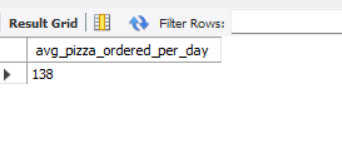 Result Grid Filter Rows:
avg_pizza_ordered_per_day
138